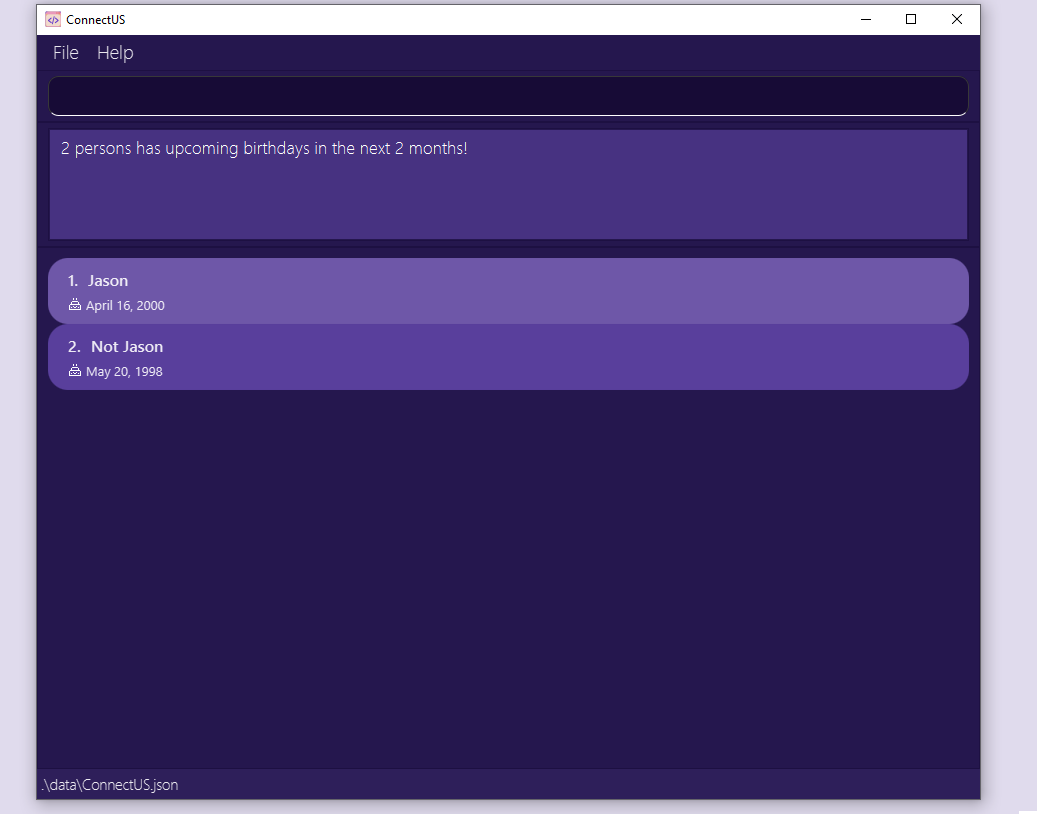 ConnectUS
File Help
2 persons has upcoming birthdays in the next 2 months!
1. Jason
April 16, 2000
2. Not Jason
May 20, 1998
.\data\ConnectUS.json